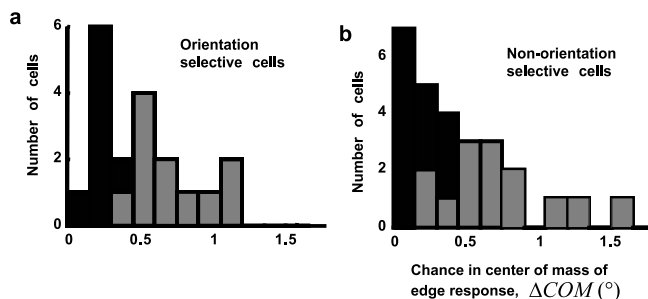 a
Orientation
selective cells
Number of cells
6
4
2
0
0 0.5 1 1.5
b
Non-orientation
selective cells
Number of cells
6
4
2
0
0 0.5 1 1.5
Chance in center of mass of
edge response, ΔCOM (°)